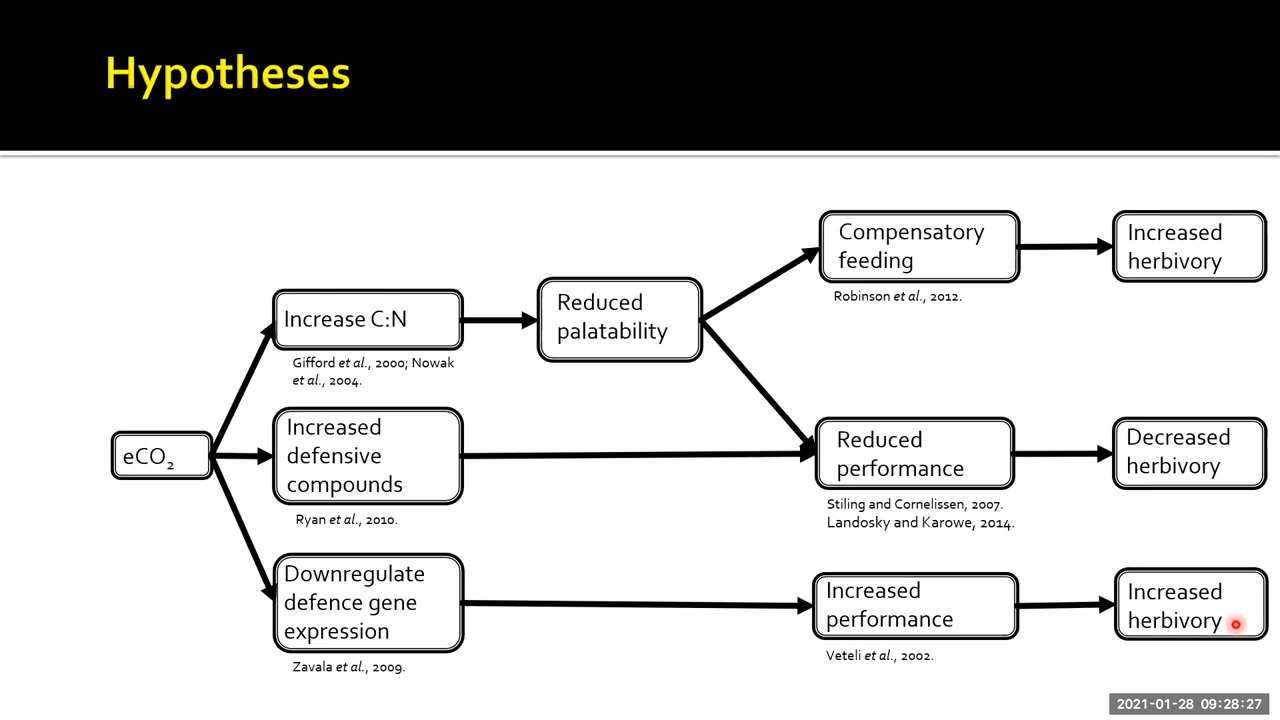 Hypotheses
Compensatory
feeding
Increased
herbivory
Robinson et al., 2012.
Increase C:N
Reduced
palatability
Gifford et al., 2000; Nowak
et al., 2004.
eCO₂
Increased
defensive
compounds
Reduced
performance
Decreased
herbivory
Ryan et al., 2010.
Stiling and Cornelissen, 2007.
Landosky and Karowe, 2014.
Downregulate
defence gene
expression
Increased
performance
Increased
herbivory
Zavala et al., 2009.
Veteli et al., 2002.
2021-01-28 09:28:27